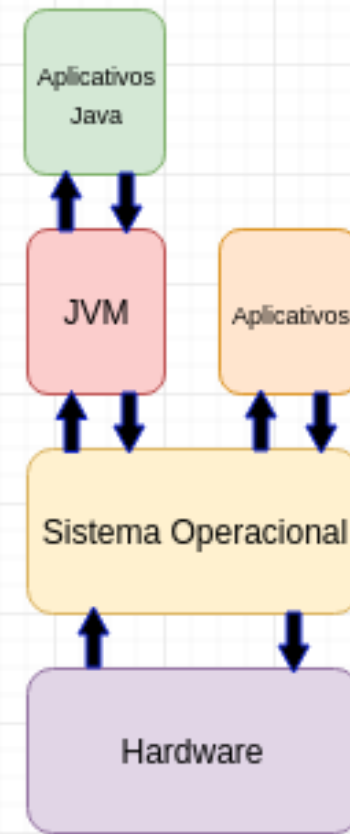 Aplicativos
Java
JVM
Aplicativos
Sistema Operacional
Hardware